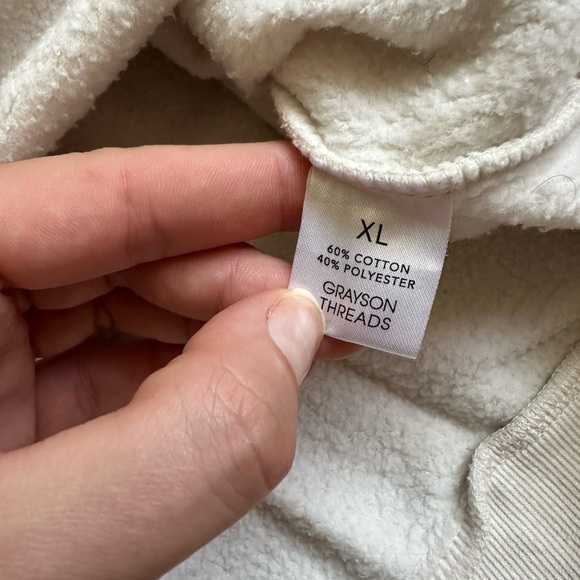 XL
60% COTTON
40% POLYESTER
GRAYSON
THREADS